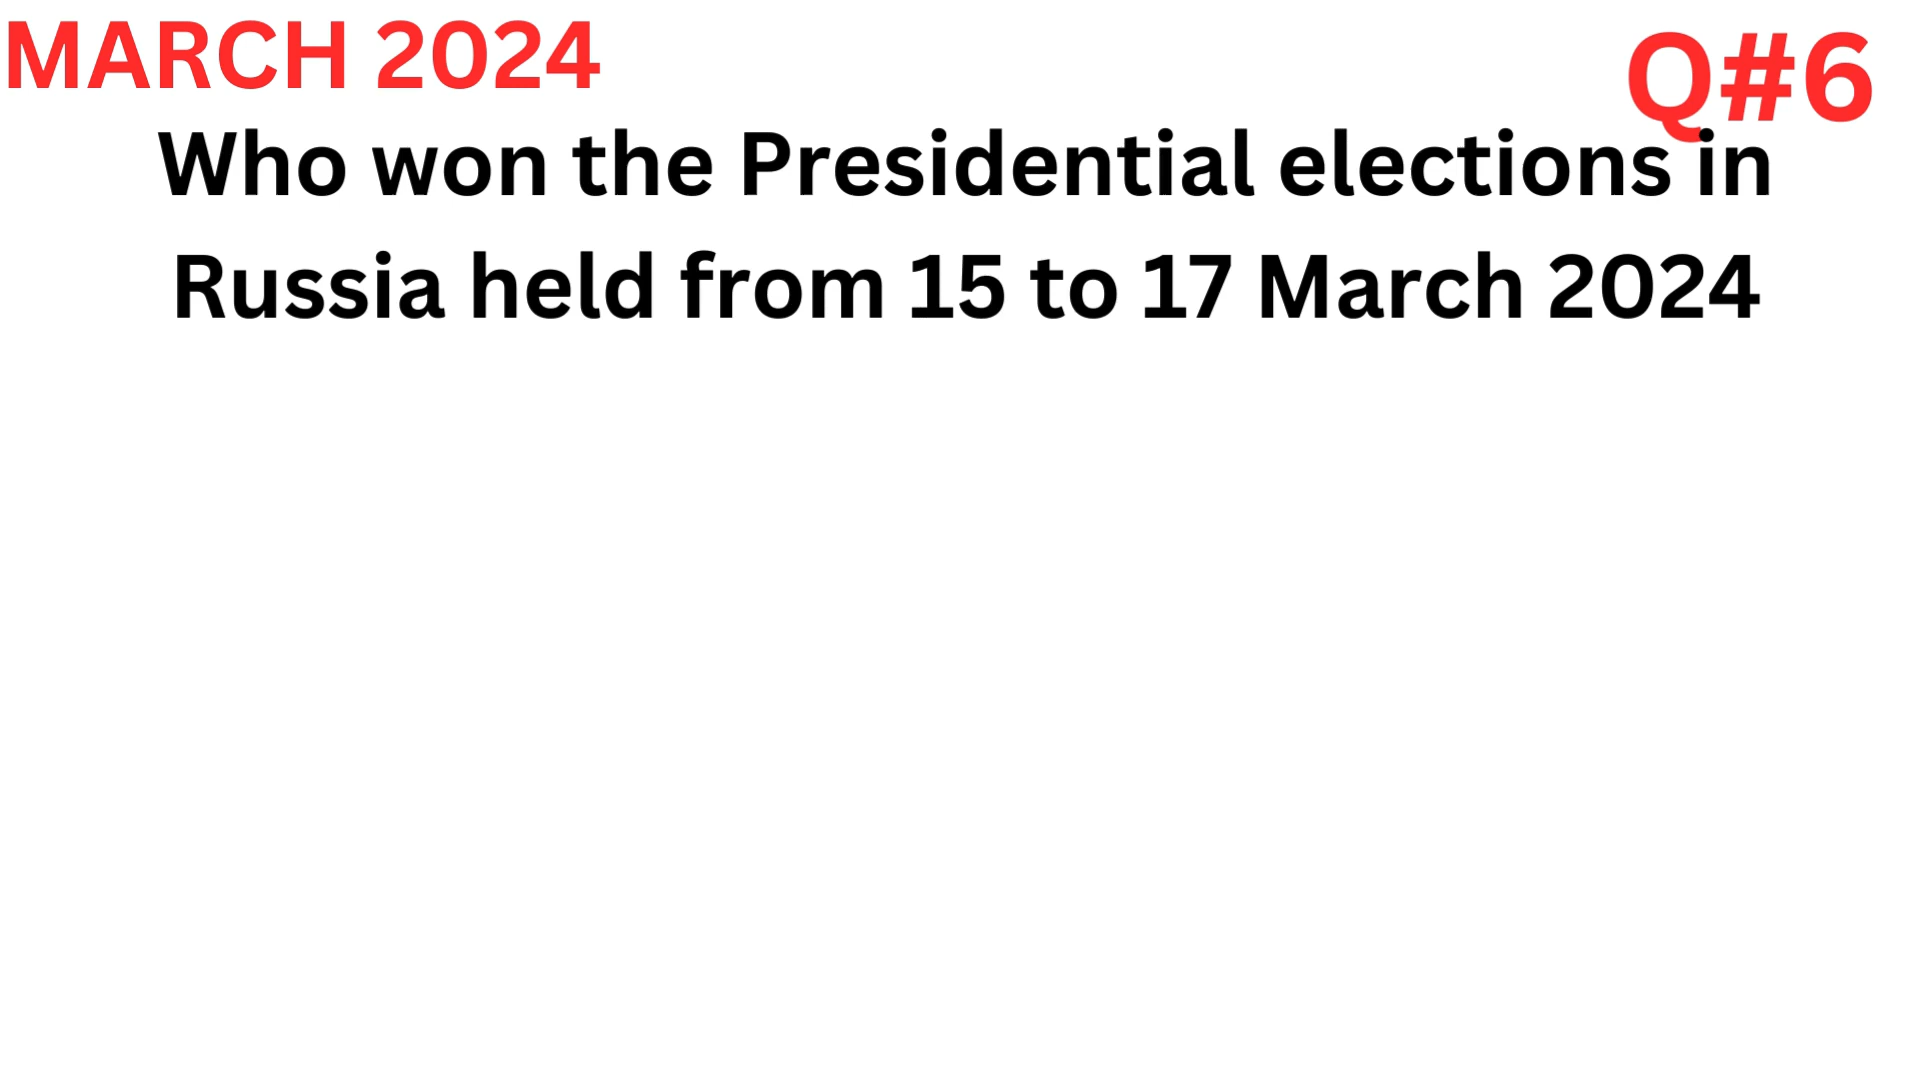 MARCH 2024
Q#6
Who won the Presidential elections in
Russia held from 15 to 17 March 2024